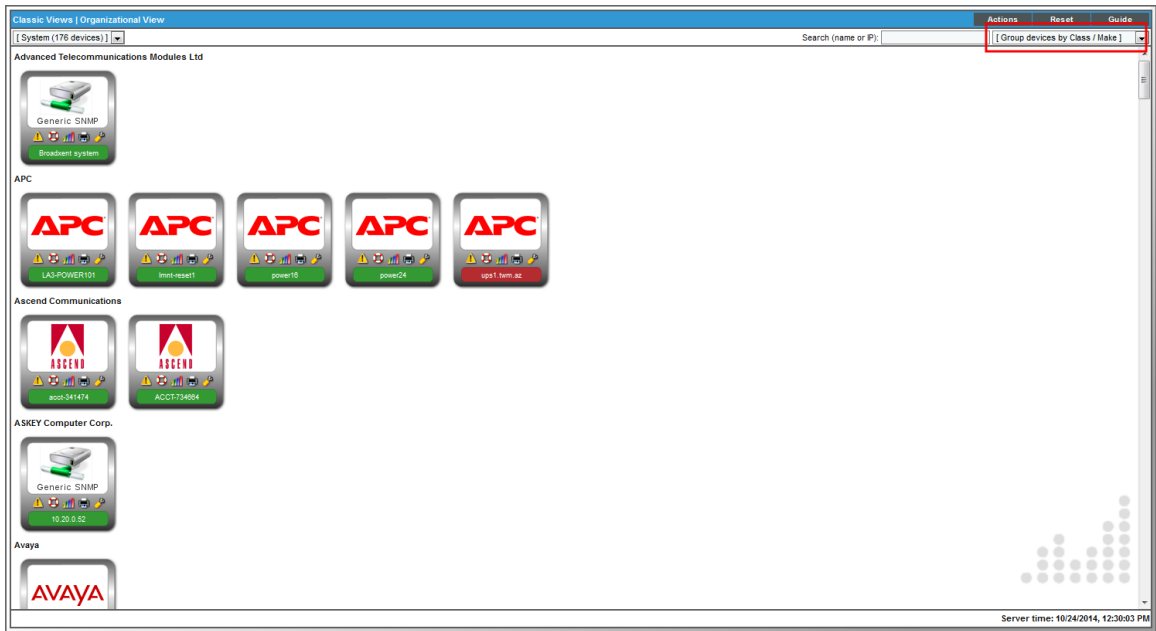 Classic Views | Organizational View
Actions Reset Guide
[ System (176 devices) ]
Search (name or IP):
[ Group devices by Class / Make ]
Advanced Telecommunications Modules Ltd
Generic SNMP
Broadxent system
APC
APC APC APC APC APC
LA3-POWER101 lmnt-reset1 power16 power24 ups1.twm.az
Ascend Communications
ASCEND ASCEND
acct-341474 ACCT-734664
ASKEY Computer Corp.
Generic SNMP
10.20.0.52
Avaya
AVAYA
Server time: 10/24/2014, 12:30:03 PM